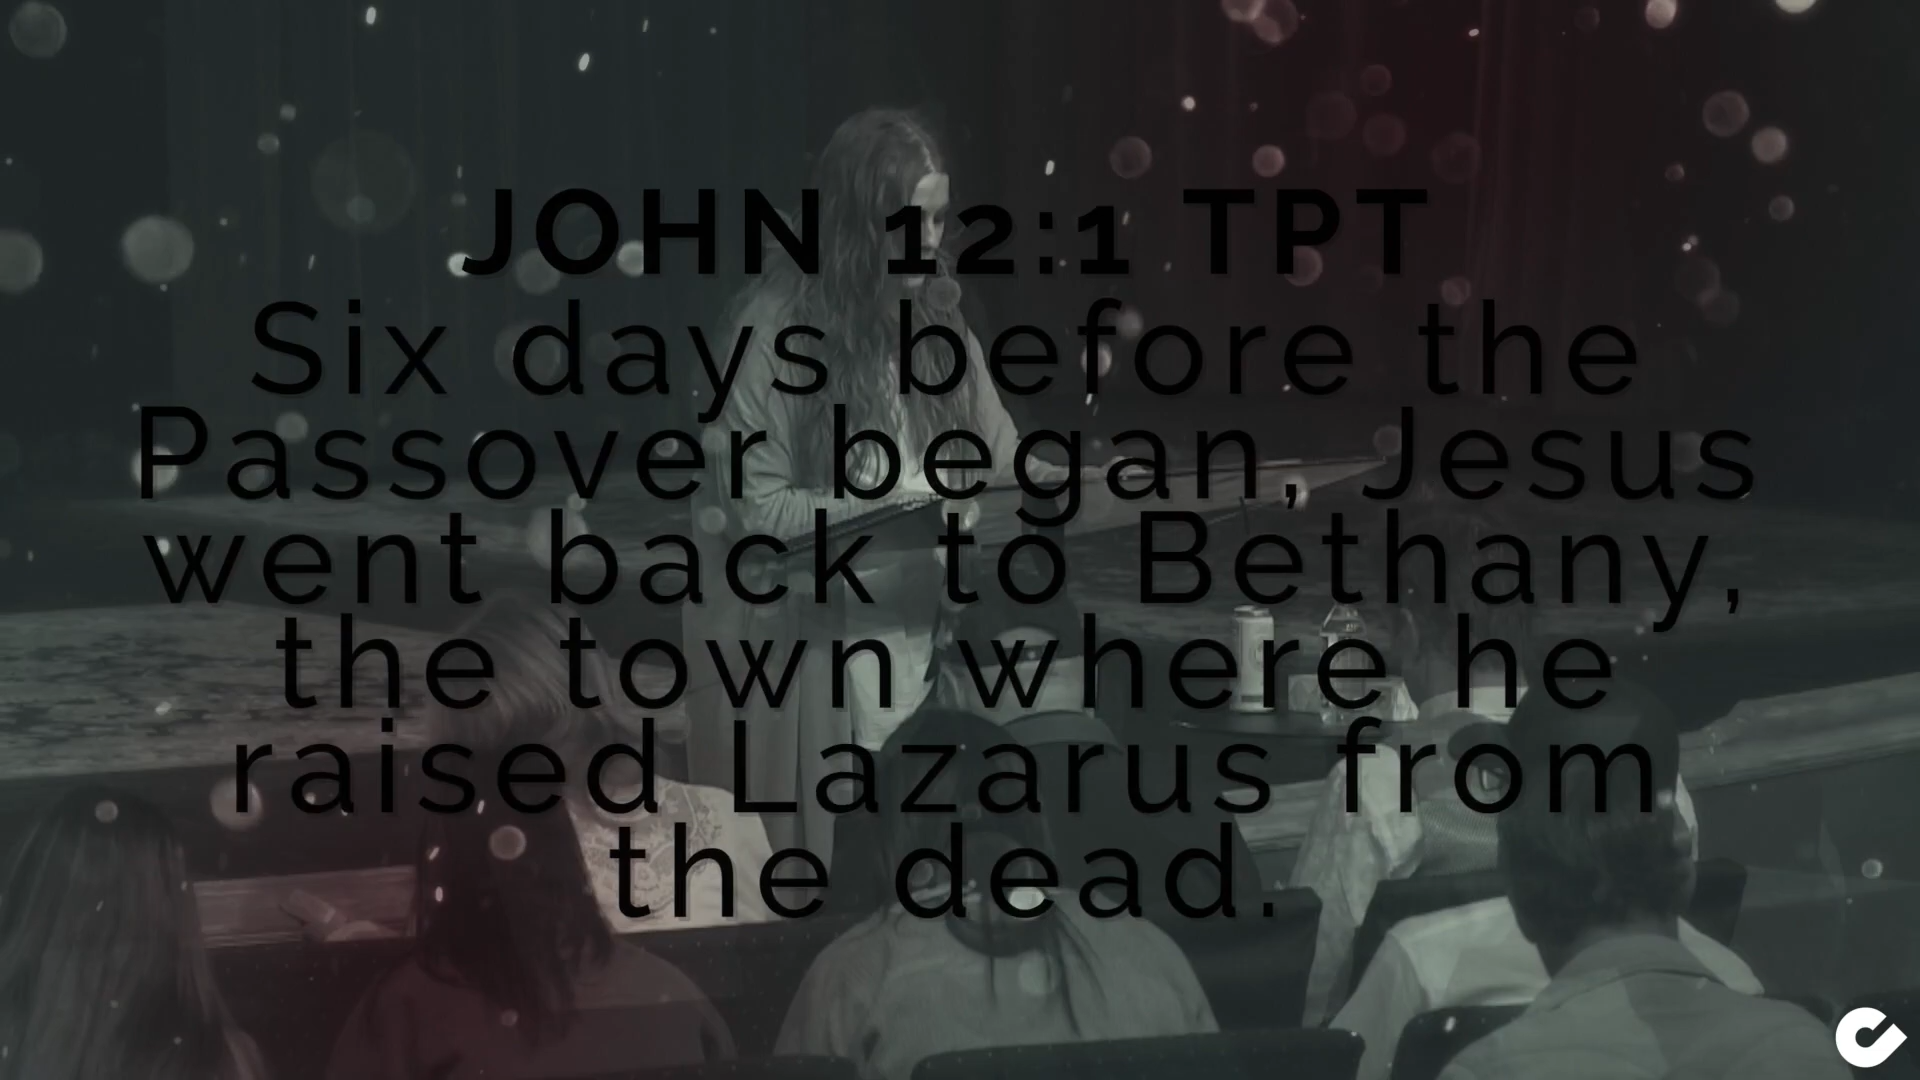 JOHN 12:1 TPT
Six days before the
Passover began, Jesus
went back to Bethany,
the town where he
raised Lazarus from
the dead.